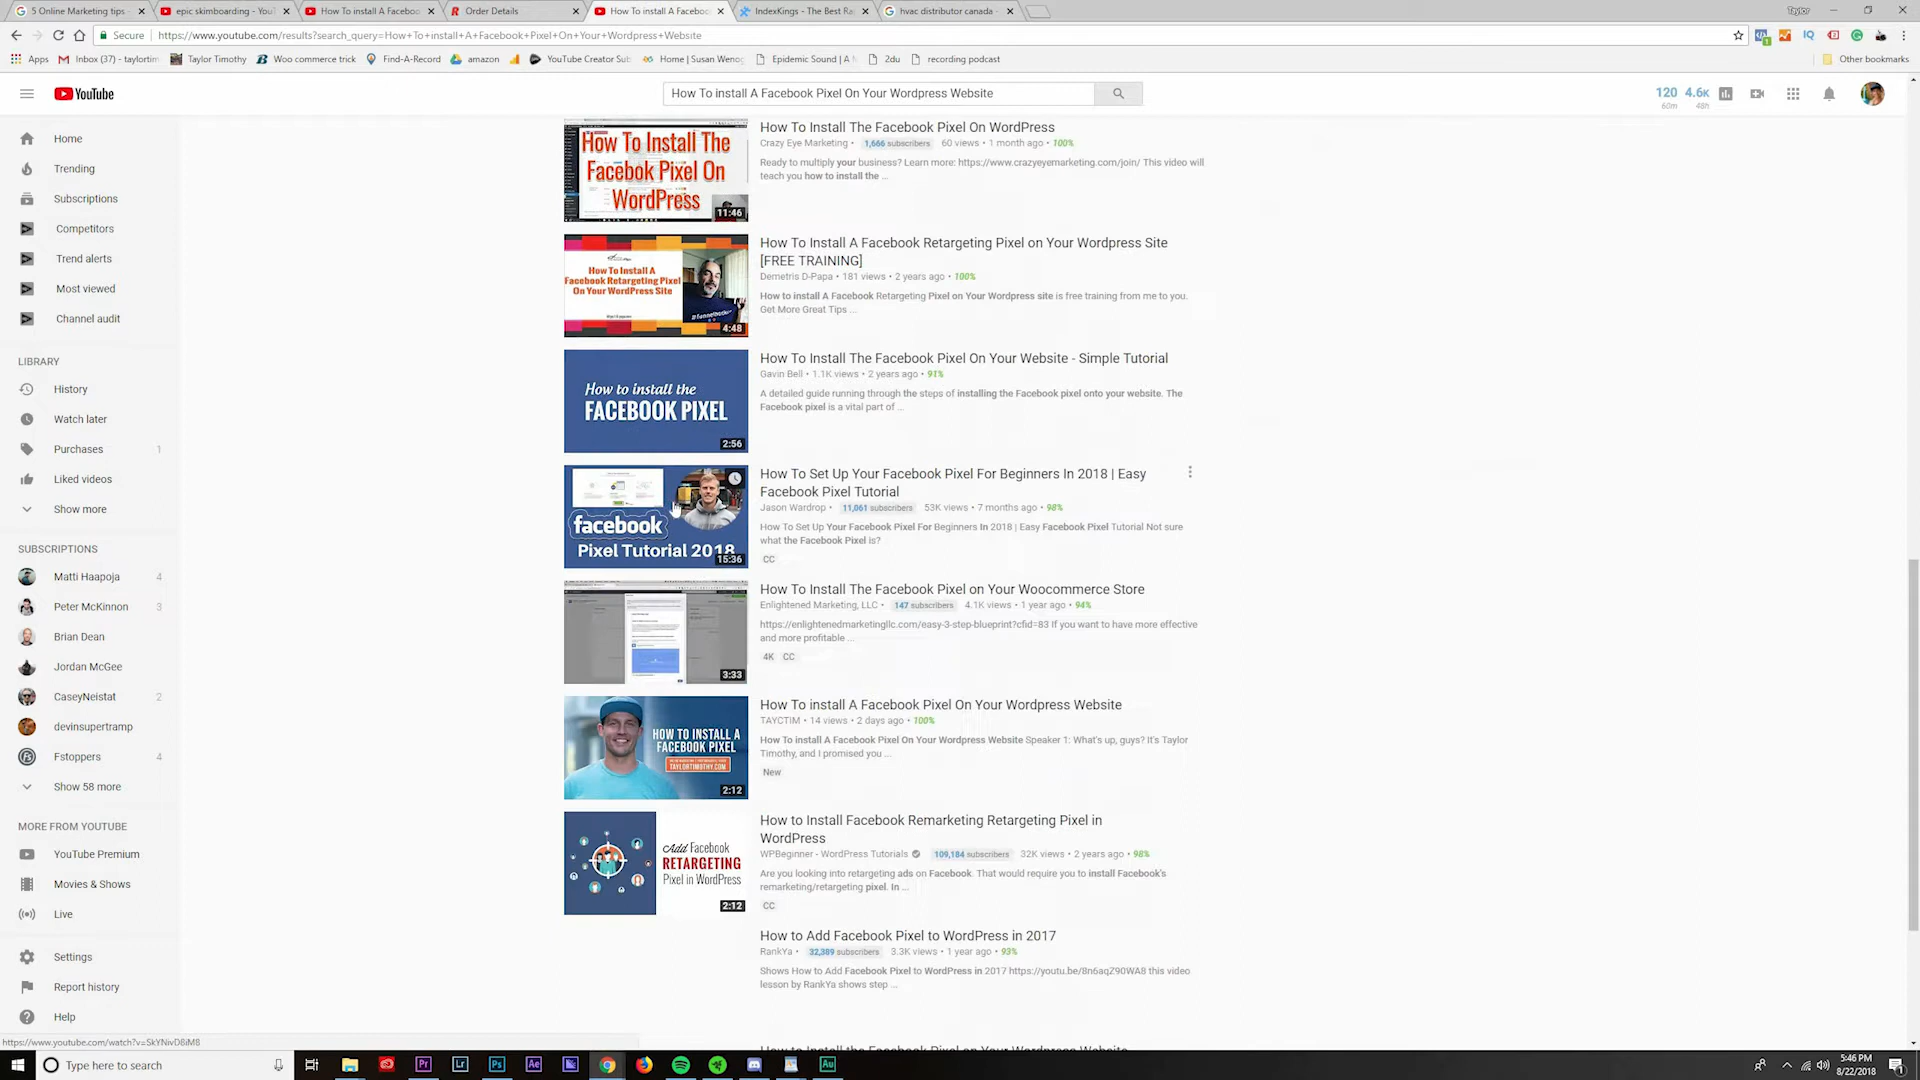 5 Online Marketing tips -
epic skimboarding - You
How To install A Faceboo
Order Details
How To install A Faceboo
IndexKings - The Best Ra
hvac distributor canada -
Taylor
Secure
https://www.youtube.com/results?search_query=How+To+install+A+Facebook+Pixel+On+Your+Wordpress+Website
Apps
Inbox (37) - taylortim
Taylor Timothy
Woo commerce trick
Find-A-Record
amazon
YouTube Creator Sub
Home | Susan Wenog
Epidemic Sound | A h
2du
recording podcast
Other bookmarks
YouTube
How To install A Facebook Pixel On Your Wordpress Website
120 4.6K
60m 48h
Home
Trending
Subscriptions
Competitors
Trend alerts
Most viewed
Channel audit
LIBRARY
History
Watch later
Purchases 1
Liked videos
Show more
SUBSCRIPTIONS
Matti Haapoja 4
Peter McKinnon 3
Brian Dean
Jordan McGee
CaseyNeistat 2
devinsupertramp
Fstoppers 4
Show 58 more
MORE FROM YOUTUBE
YouTube Premium
Movies & Shows
Live
Settings
Report history
Help
How To Install The
Facebok Pixel On
WordPress
11:46
How To Install The Facebook Pixel On WordPress
Crazy Eye Marketing • 1,666 subscribers 60 views • 1 month ago • 100%
Ready to multiply your business? Learn more: https://www.crazyeyemarketing.com/join/ This video will
teach you how to install the ...
How To Install A
Facebook Retargeting Pixel
On Your WordPress Site
4:48
How To Install A Facebook Retargeting Pixel on Your Wordpress Site
[FREE TRAINING]
Demetris D-Papa • 181 views • 2 years ago • 100%
How to install A Facebook Retargeting Pixel on Your Wordpress site is free training from me to you.
Get More Great Tips ...
How to install the
FACEBOOK PIXEL
2:56
How To Install The Facebook Pixel On Your Website - Simple Tutorial
Gavin Bell • 1.1K views • 2 years ago • 91%
A detailed guide running through the steps of installing the Facebook pixel onto your website. The
Facebook pixel is a vital part of ...
facebook
Pixel Tutorial 2018
15:36
How To Set Up Your Facebook Pixel For Beginners In 2018 | Easy
Facebook Pixel Tutorial
Jason Wardrop • 11,061 subscribers 53K views • 7 months ago • 98%
How To Set Up Your Facebook Pixel For Beginners In 2018 | Easy Facebook Pixel Tutorial Not sure
what the Facebook Pixel is?
CC
3:33
How To Install The Facebook Pixel on Your Woocommerce Store
Enlightened Marketing, LLC • 147 subscribers 4.1K views • 1 year ago • 94%
https://enlightenedmarketingllc.com/easy-3-step-blueprint?cfid=83 If you want to have more effective
and more profitable ...
4K CC
HOW TO INSTALL A
FACEBOOK PIXEL
TAYLORTIMOTHY.COM
2:12
How To install A Facebook Pixel On Your Wordpress Website
TAYCTIM • 14 views • 2 days ago • 100%
How To install A Facebook Pixel On Your Wordpress Website Speaker 1: What's up, guys? It's Taylor
Timothy, and I promised you ...
New
Add Facebook
RETARGETING
Pixel in WordPress
2:12
How to Install Facebook Remarketing Retargeting Pixel in
WordPress
WPBeginner - WordPress Tutorials 109,184 subscribers 32K views • 2 years ago • 98%
Are you looking into retargeting ads on Facebook. That would require you to install Facebook's
remarketing/retargeting pixel. In ...
CC
How to Add Facebook Pixel to WordPress in 2017
RankYa • 32,389 subscribers 3.3K views • 1 year ago • 93%
Shows How to Add Facebook Pixel to WordPress in 2017 https://youtu.be/8n6aqZ90WA8 this video
lesson by RankYa shows step ...
How to Install the Facebook Pixel on Your WordPress Website
https://www.youtube.com/watch?v=SkYNivD8iM8
Type here to search
Pr
Lr
Ps
Ae
Au
5:46 PM
8/22/2018